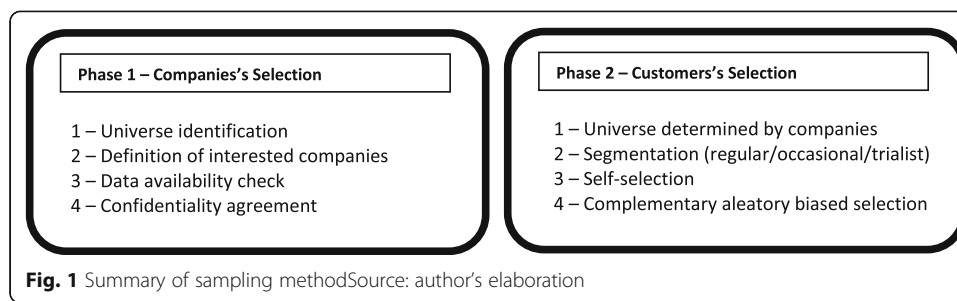 Phase 1 – Companies's Selection
1 – Universe identification
2 – Definition of interested companies
3 – Data availability check
4 – Confidentiality agreement
Phase 2 – Customers's Selection
1 – Universe determined by companies
2 – Segmentation (regular/occasional/trialist)
3 – Self-selection
4 – Complementary aleatory biased selection
Fig. 1 Summary of sampling methodSource: author's elaboration